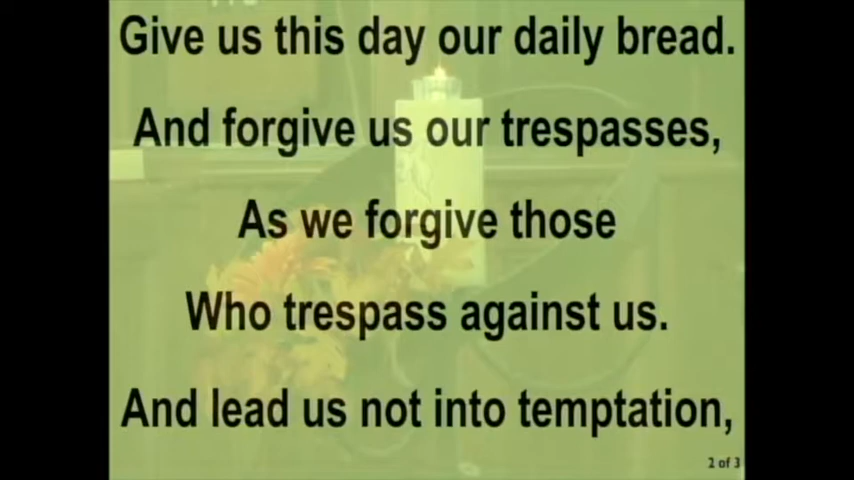 Give us this day our daily bread.
And forgive us our trespasses,
As we forgive those
Who trespass against us.
And lead us not into temptation,
2 of 3